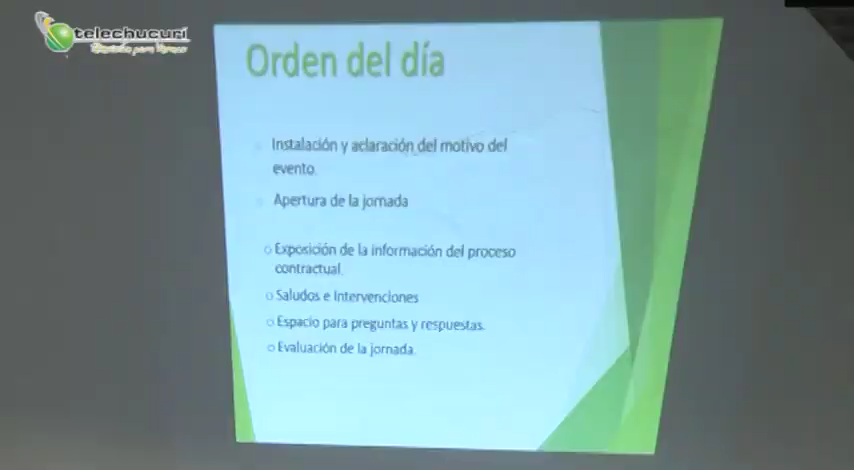 telechucurí
Orden del día
Instalación y aclaración del motivo del
evento.
Apertura de la jornada
Exposición de la información del proceso
contractual.
Saludos e Intervenciones
Espacio para preguntas y respuestas.
Evaluación de la jornada.